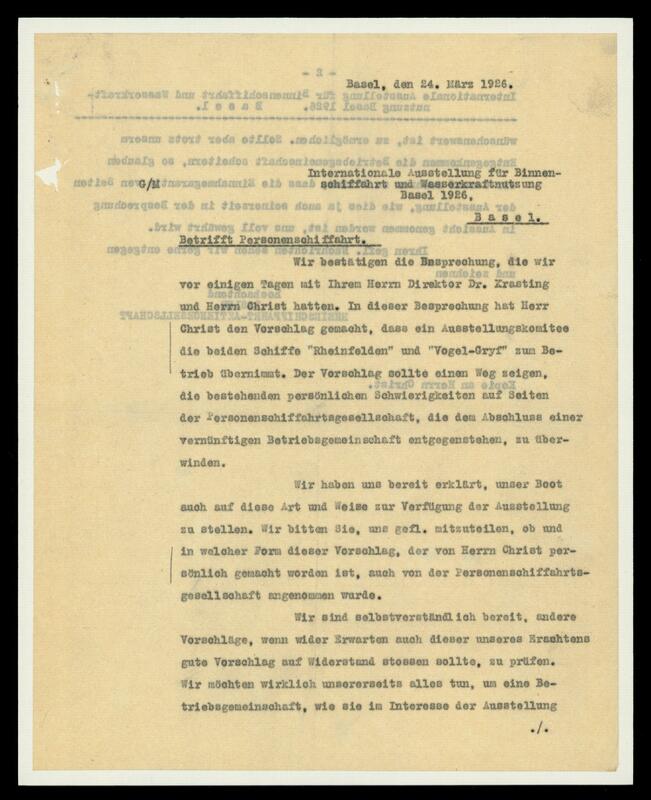 Basel, den 24. März 1926.
Internationale Ausstellung für Binnen-
G/M schiffahrt und Wasserkraftnutzung
Basel 1926,
B a s e l.
Betrifft Personenschiffahrt.
Wir bestätigen die Besprechung, die wir
vor einigen Tagen mit Ihrem Herrn Direktor Dr. Krasting
und Herrn Christ hatten. In dieser Besprechung hat Herr
Christ den Vorschlag gemacht, dass ein Ausstellungskomitee
die beiden Schiffe "Rheinfelden" und "Vogel-Gryf" zum Be-
trieb übernimmt. Der Vorschlag sollte einen Weg zeigen,
die bestehenden persönlichen Schwierigkeiten auf Seiten
der Personenschiffahrtsgesellschaft, die dem Abschluss einer
vernünftigen Betriebsgemeinschaft entgegenstehen, zu über-
winden.
Wir haben uns bereit erklärt, unser Boot
auch auf diese Art und Weise zur Verfügung der Ausstellung
zu stellen. Wir bitten Sie, uns gefl. mitzuteilen, ob und
in welcher Form dieser Vorschlag, der von Herrn Christ per-
sönlich gemacht worden ist, auch von der Personenschiffahrts-
gesellschaft angenommen wurde.
Wir sind selbstverständlich bereit, andere
Vorschläge, wenn wider Erwarten auch dieser unseres Erachtens
gute Vorschlag auf Widerstand stossen sollte, zu prüfen.
Wir möchten wirklich unsererseits alles tun, um eine Be-
triebsgemeinschaft, wie sie im Interesse der Ausstellung
./.